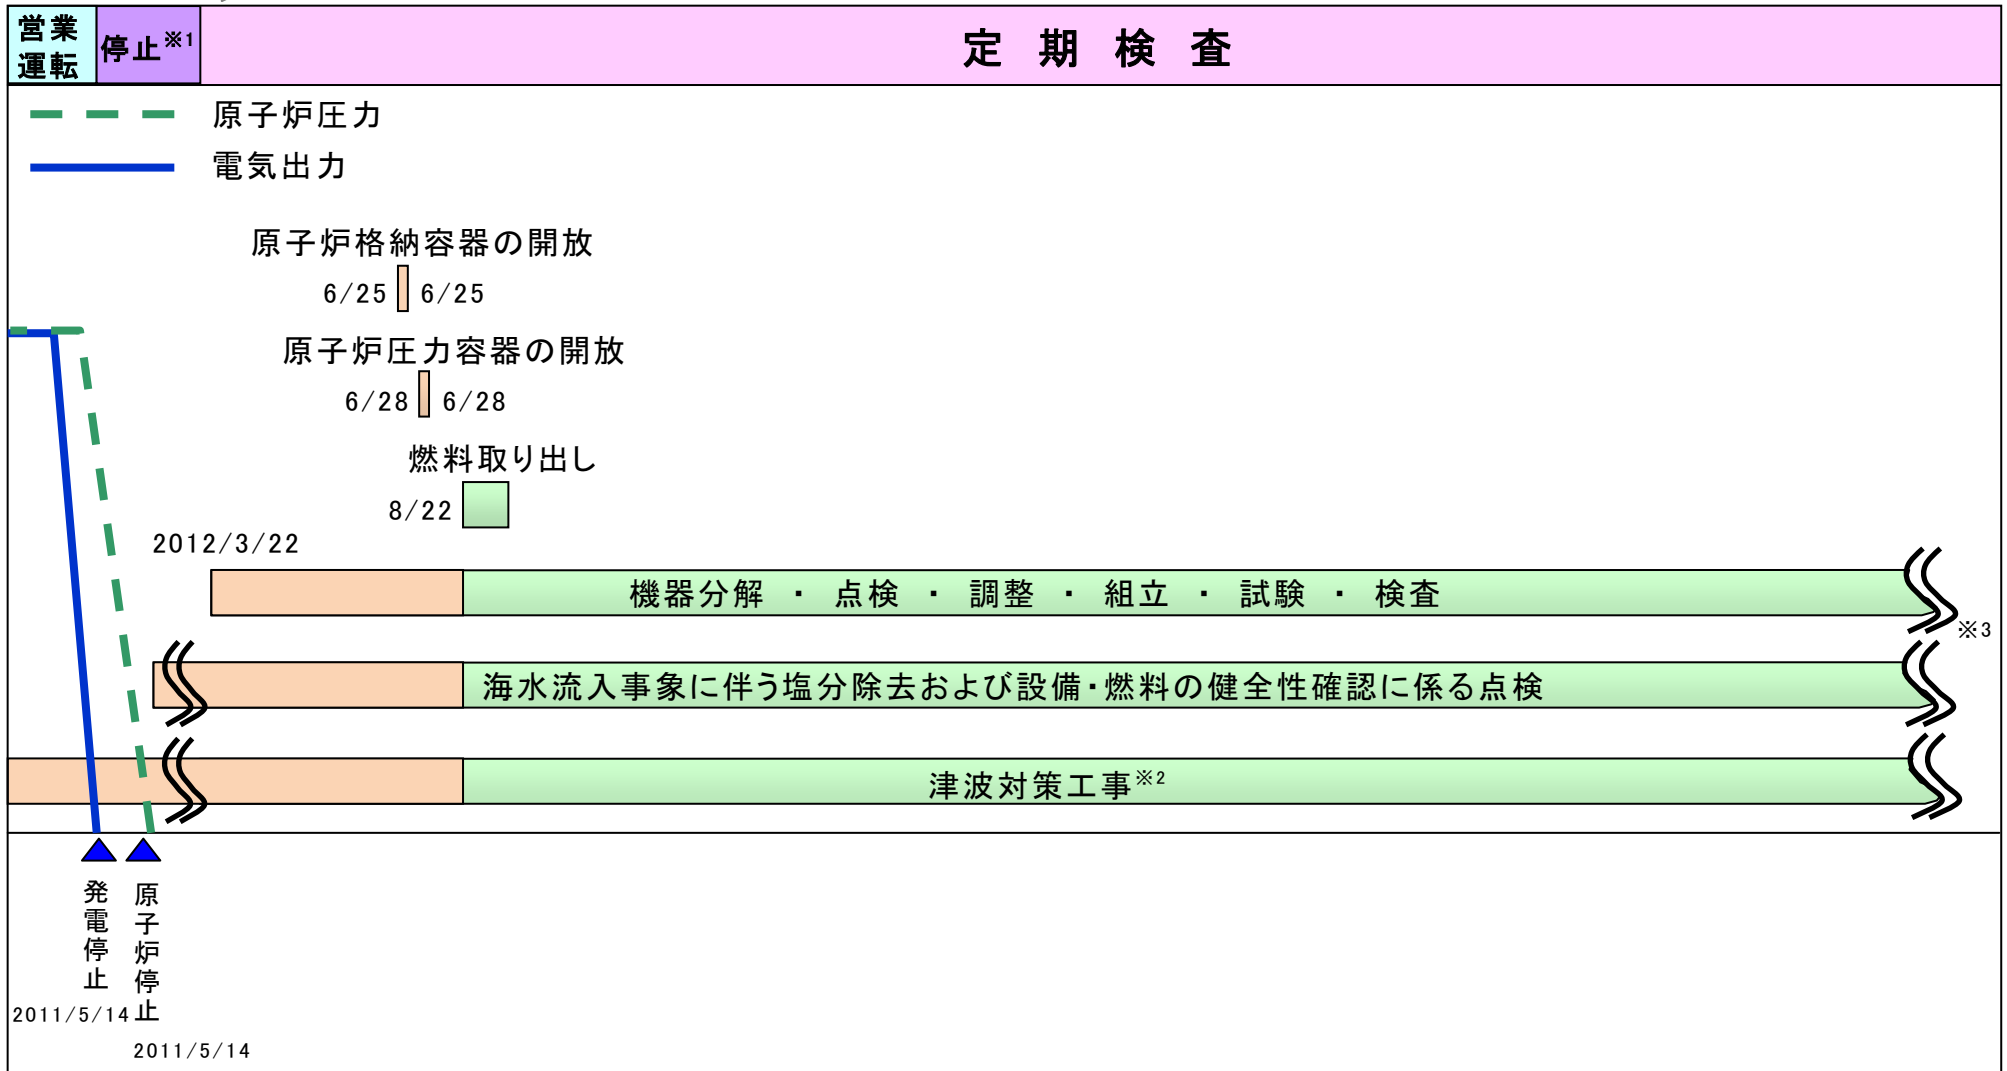 営業
運転
停止※1
定期検査
原子炉圧力
電気出力
原子炉格納容器の開放
6/25 6/25
原子炉圧力容器の開放
6/28 6/28
燃料取り出し
8/22
2012/3/22
機器分解 ・ 点検 ・ 調整 ・ 組立 ・ 試験 ・ 検査
※3
海水流入事象に伴う塩分除去および設備・燃料の健全性確認に係る点検
津波対策工事※2
発電停止
2011/5/14
原子炉停止
2011/5/14